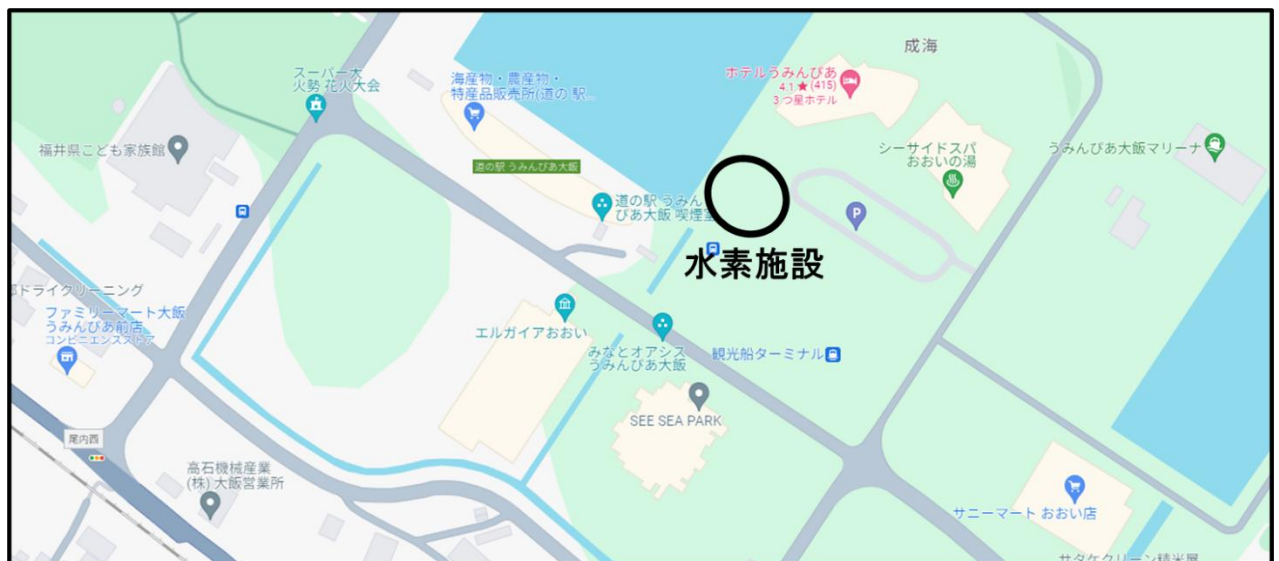 成海
ホテルうみんぴあ
4.1★(415)
3つ星ホテル
スーパー大
火勢 花火大会
海産物・農産物・
特産品販売所(道の 駅...
福井県こども家族館
道の駅 うみんぴあ大飯
シーサイドスパ
おおいの湯
うみんぴあ大飯マリーナ
道の駅 うみん
ぴあ大飯 喫煙室
P
水素施設
ドライクリーニング
ファミリーマート大飯
うみんぴあ前店
コンビニエンスストア
エルガイアおおい
みなとオアシス
うみんぴあ大飯
観光船ターミナル
SEE SEA PARK
尾内西
高石機械産業
(株) 大飯営業所
サニーマート おおい店
サタケクリーン精米屋